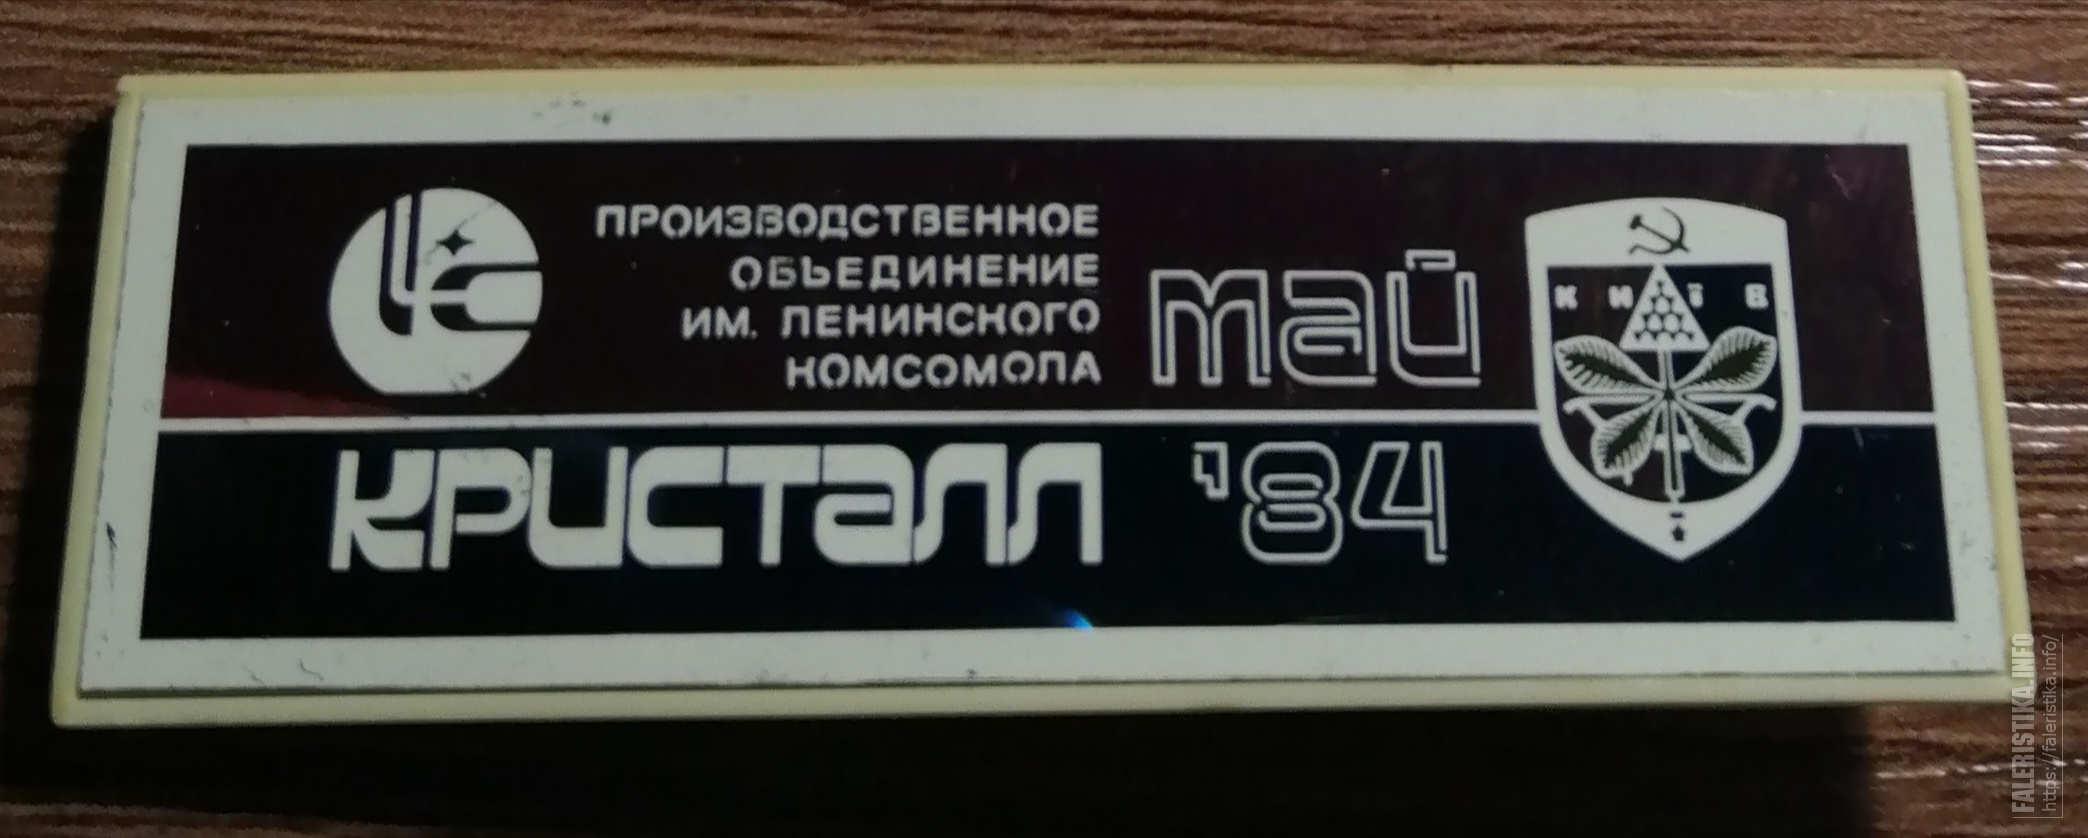 ПРОИЗВОДСТВЕННОЕ
ОБЪЕДИНЕНИЕ
ИМ. ЛЕНИНСКОГО
КОМСОМОЛА
КРИСТАЛЛ
МАЙ
'84
КИЇВ
FALERISTIKA.INFO
https://faleristika.info/